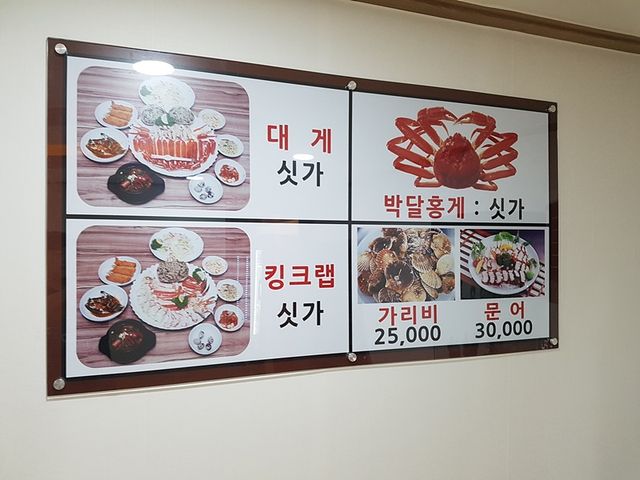 대 게
싯가
박달홍게 : 싯가
킹크랩
싯가
가리비
25,000
문 어
30,000